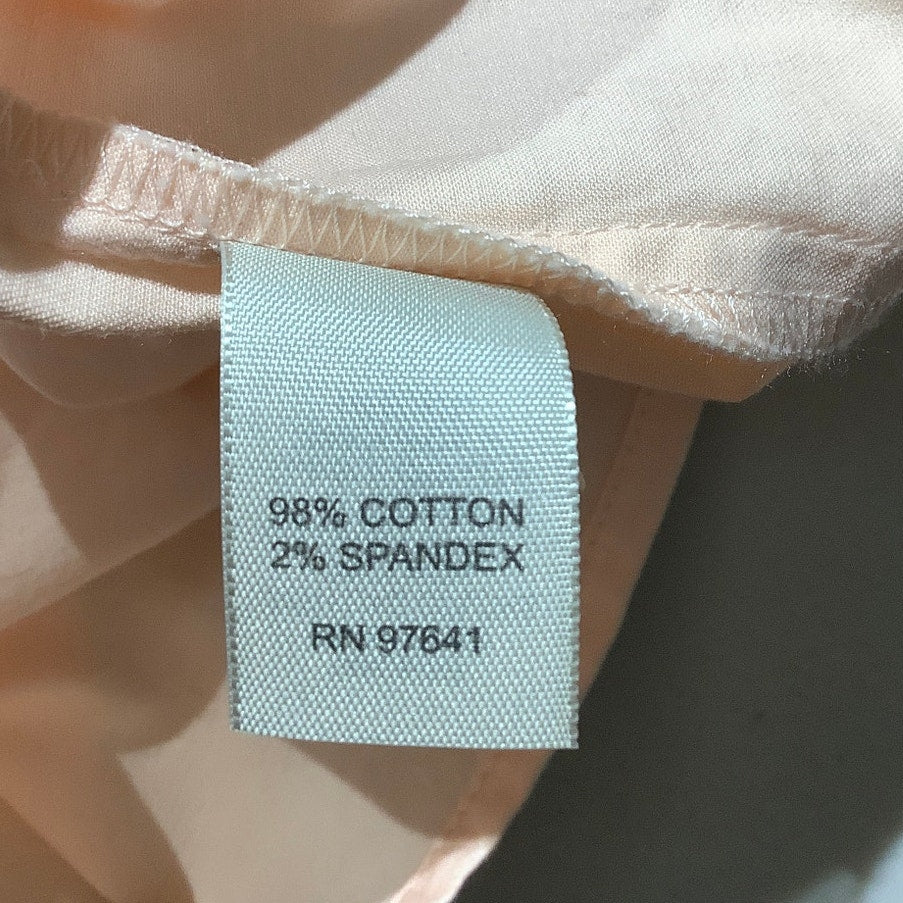 98% COTTON
2% SPANDEX
RN 97641